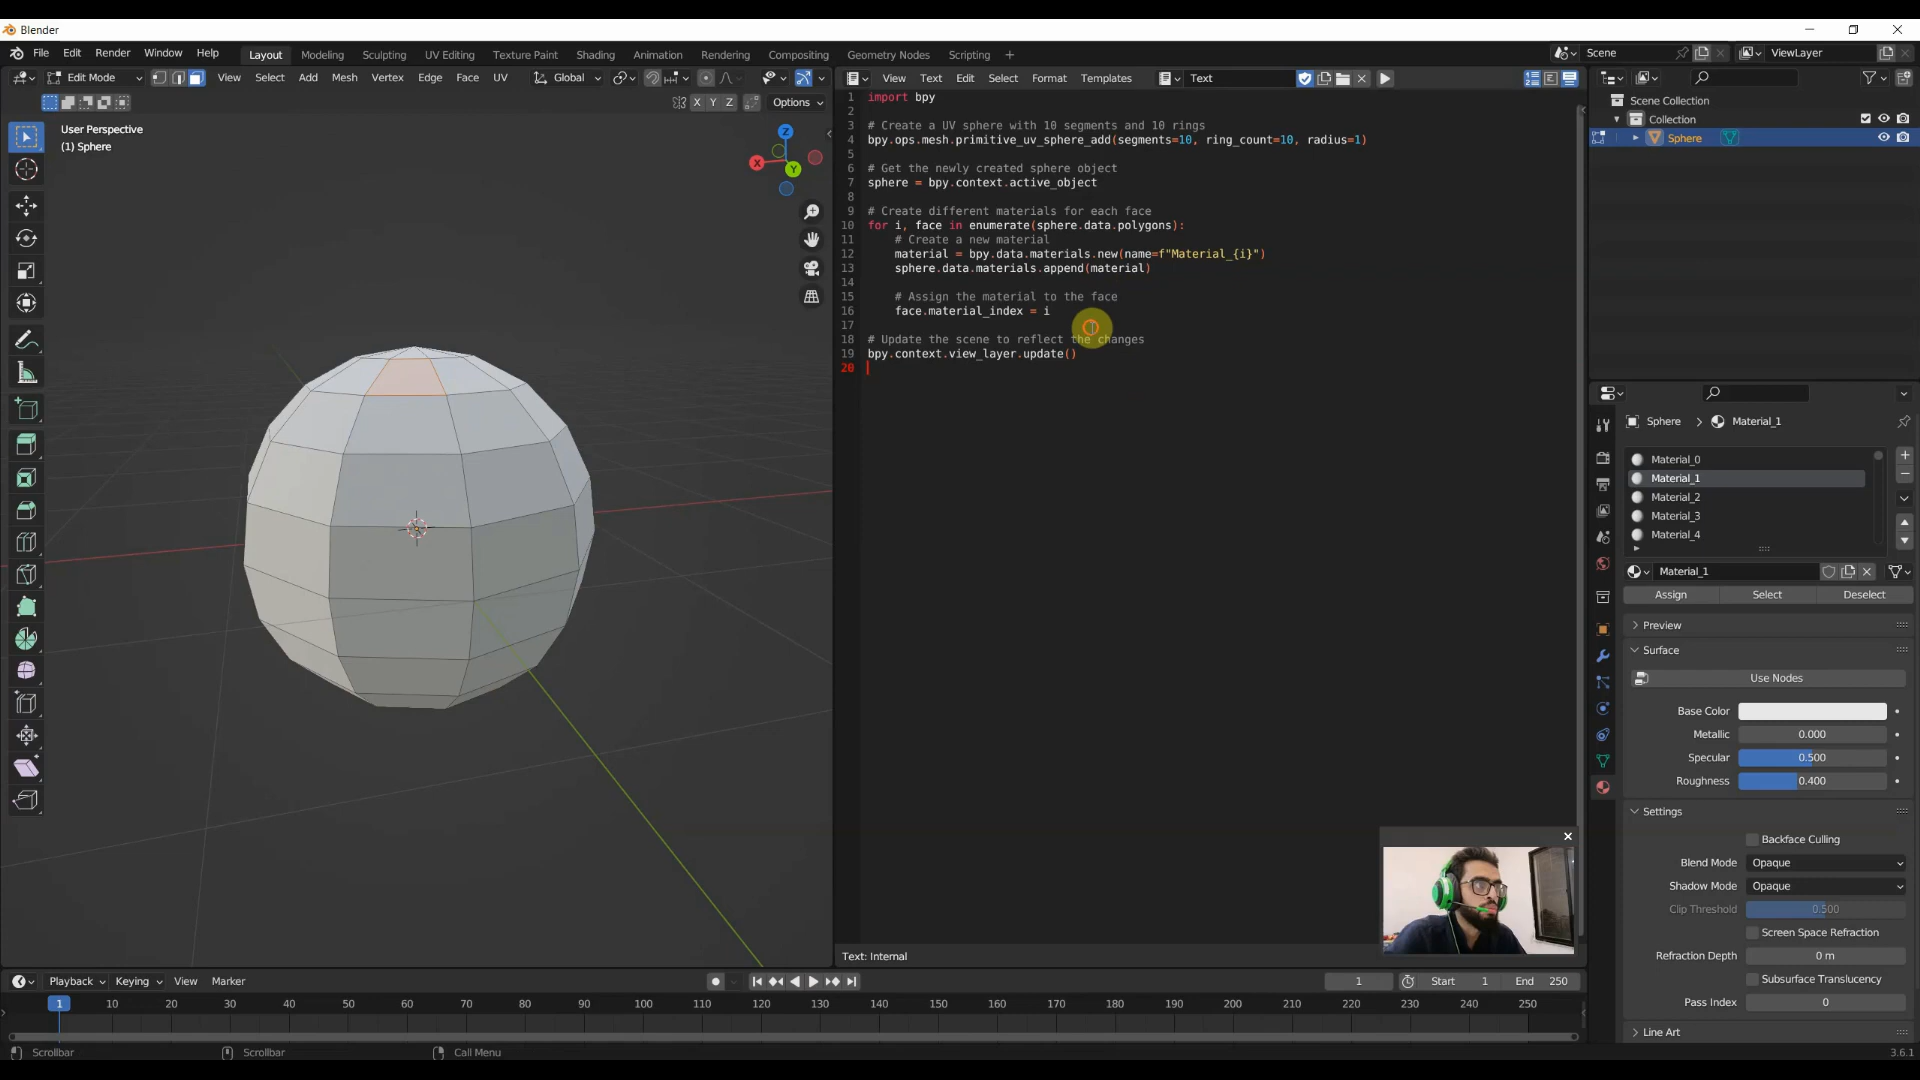 Blender
File Edit Render Window Help Layout Modeling Sculpting UV Editing Texture Paint Shading Animation Rendering Compositing Geometry Nodes Scripting + Scene ViewLayer
Edit Mode View Select Add Mesh Vertex Edge Face UV Global
X Y Z Options
User Perspective
(1) Sphere
Z
X
Y
View Text Edit Select Format Templates Text
1 import bpy
2
3 # Create a UV sphere with 10 segments and 10 rings
4 bpy.ops.mesh.primitive_uv_sphere_add(segments=10, ring_count=10, radius=1)
5
6 # Get the newly created sphere object
7 sphere = bpy.context.active_object
8
9 # Create different materials for each face
10 for i, face in enumerate(sphere.data.polygons):
11 # Create a new material
12 material = bpy.data.materials.new(name=f"Material_{i}")
13 sphere.data.materials.append(material)
14
15 # Assign the material to the face
16 face.material_index = i
17
18 # Update the scene to reflect the changes
19 bpy.context.view_layer.update()
20
Text: Internal
Scene Collection
Collection
Sphere
Sphere > Material_1
Material_0
Material_1
Material_2
Material_3
Material_4
Material_1
Assign Select Deselect
Preview
Surface
Use Nodes
Base Color
Metallic 0.000
Specular 0.500
Roughness 0.400
Settings
Backface Culling
Blend Mode Opaque
Shadow Mode Opaque
Clip Threshold 0.500
Screen Space Refraction
Refraction Depth 0 m
Subsurface Translucency
Pass Index 0
Line Art
Playback Keying View Marker 1 Start 1 End 250
1 10 20 30 40 50 60 70 80 90 100 110 120 130 140 150 160 170 180 190 200 210 220 230 240 250
Scrollbar Scrollbar Call Menu 3.6.1